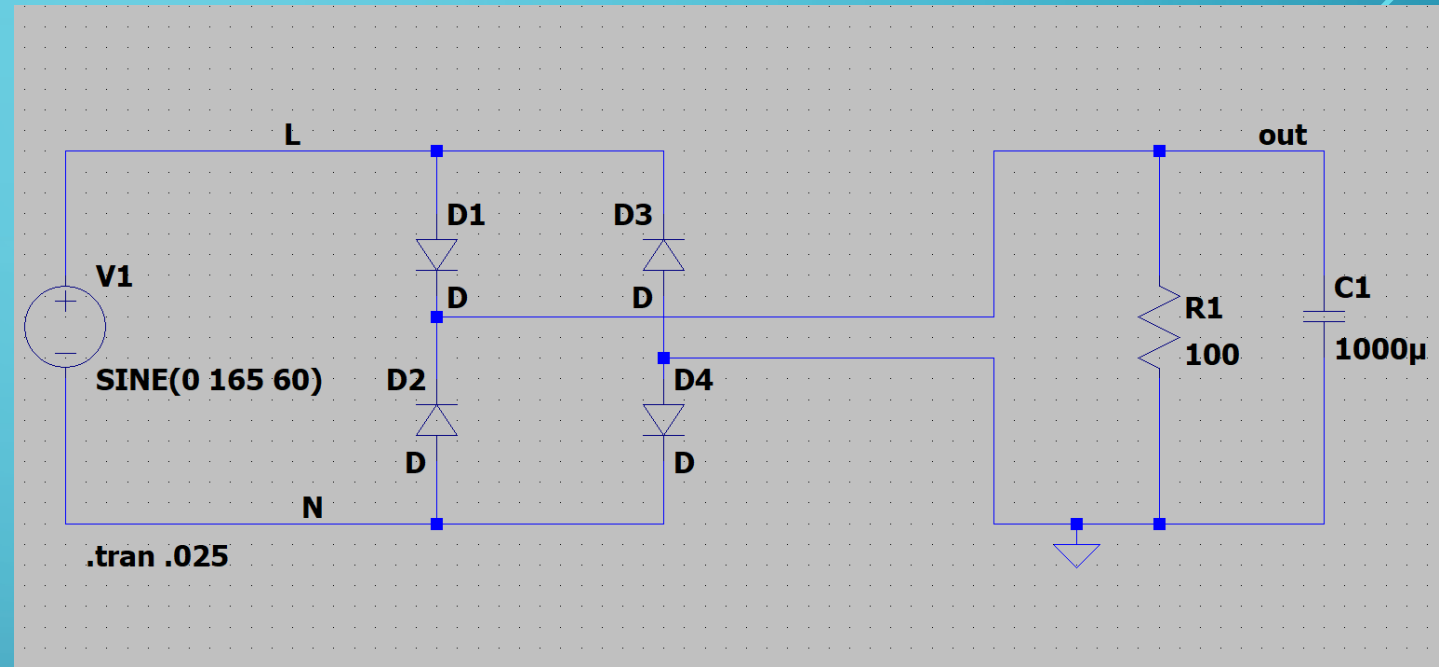 L
out
D1
D3
V1
C1
D
D
R1
1000µ
100
SINE(0 165 60)
D2
D4
D
D
N
.tran .025